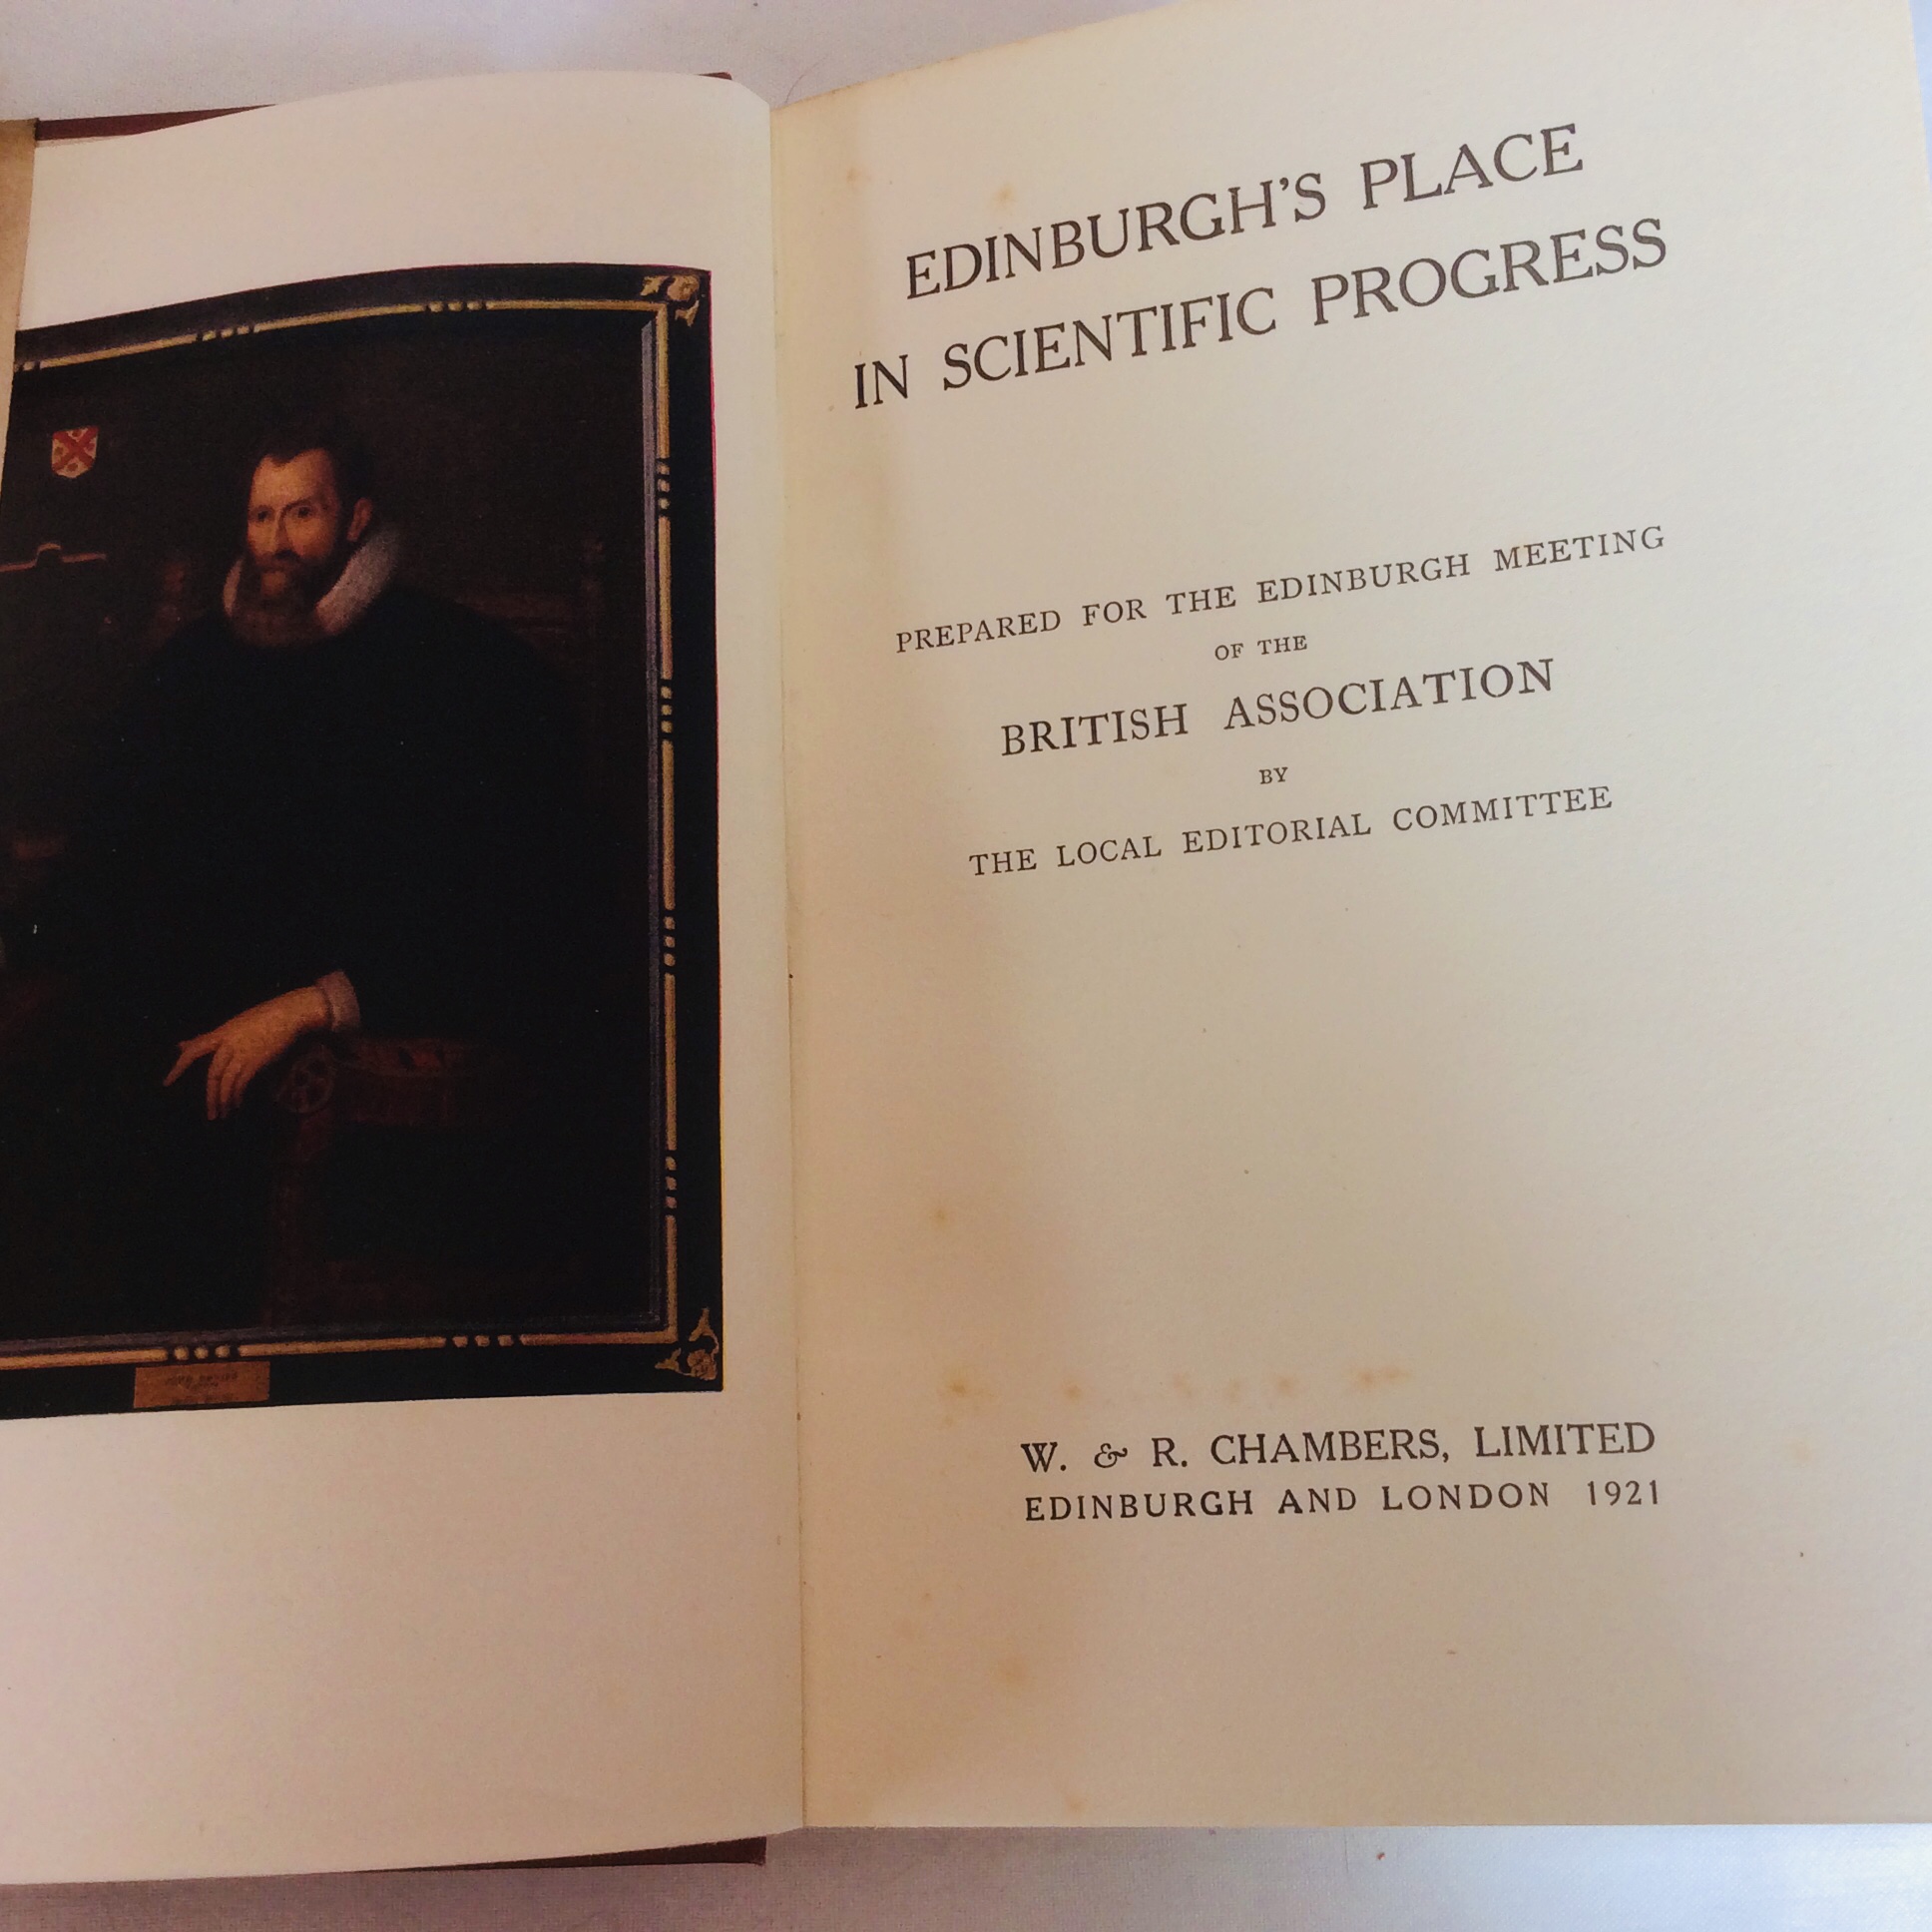 EDINBURGH'S PLACE
IN SCIENTIFIC PROGRESS
PREPARED FOR THE EDINBURGH MEETING
OF THE
BRITISH ASSOCIATION
BY
THE LOCAL EDITORIAL COMMITTEE
W. & R. CHAMBERS, LIMITED
EDINBURGH AND LONDON 1921